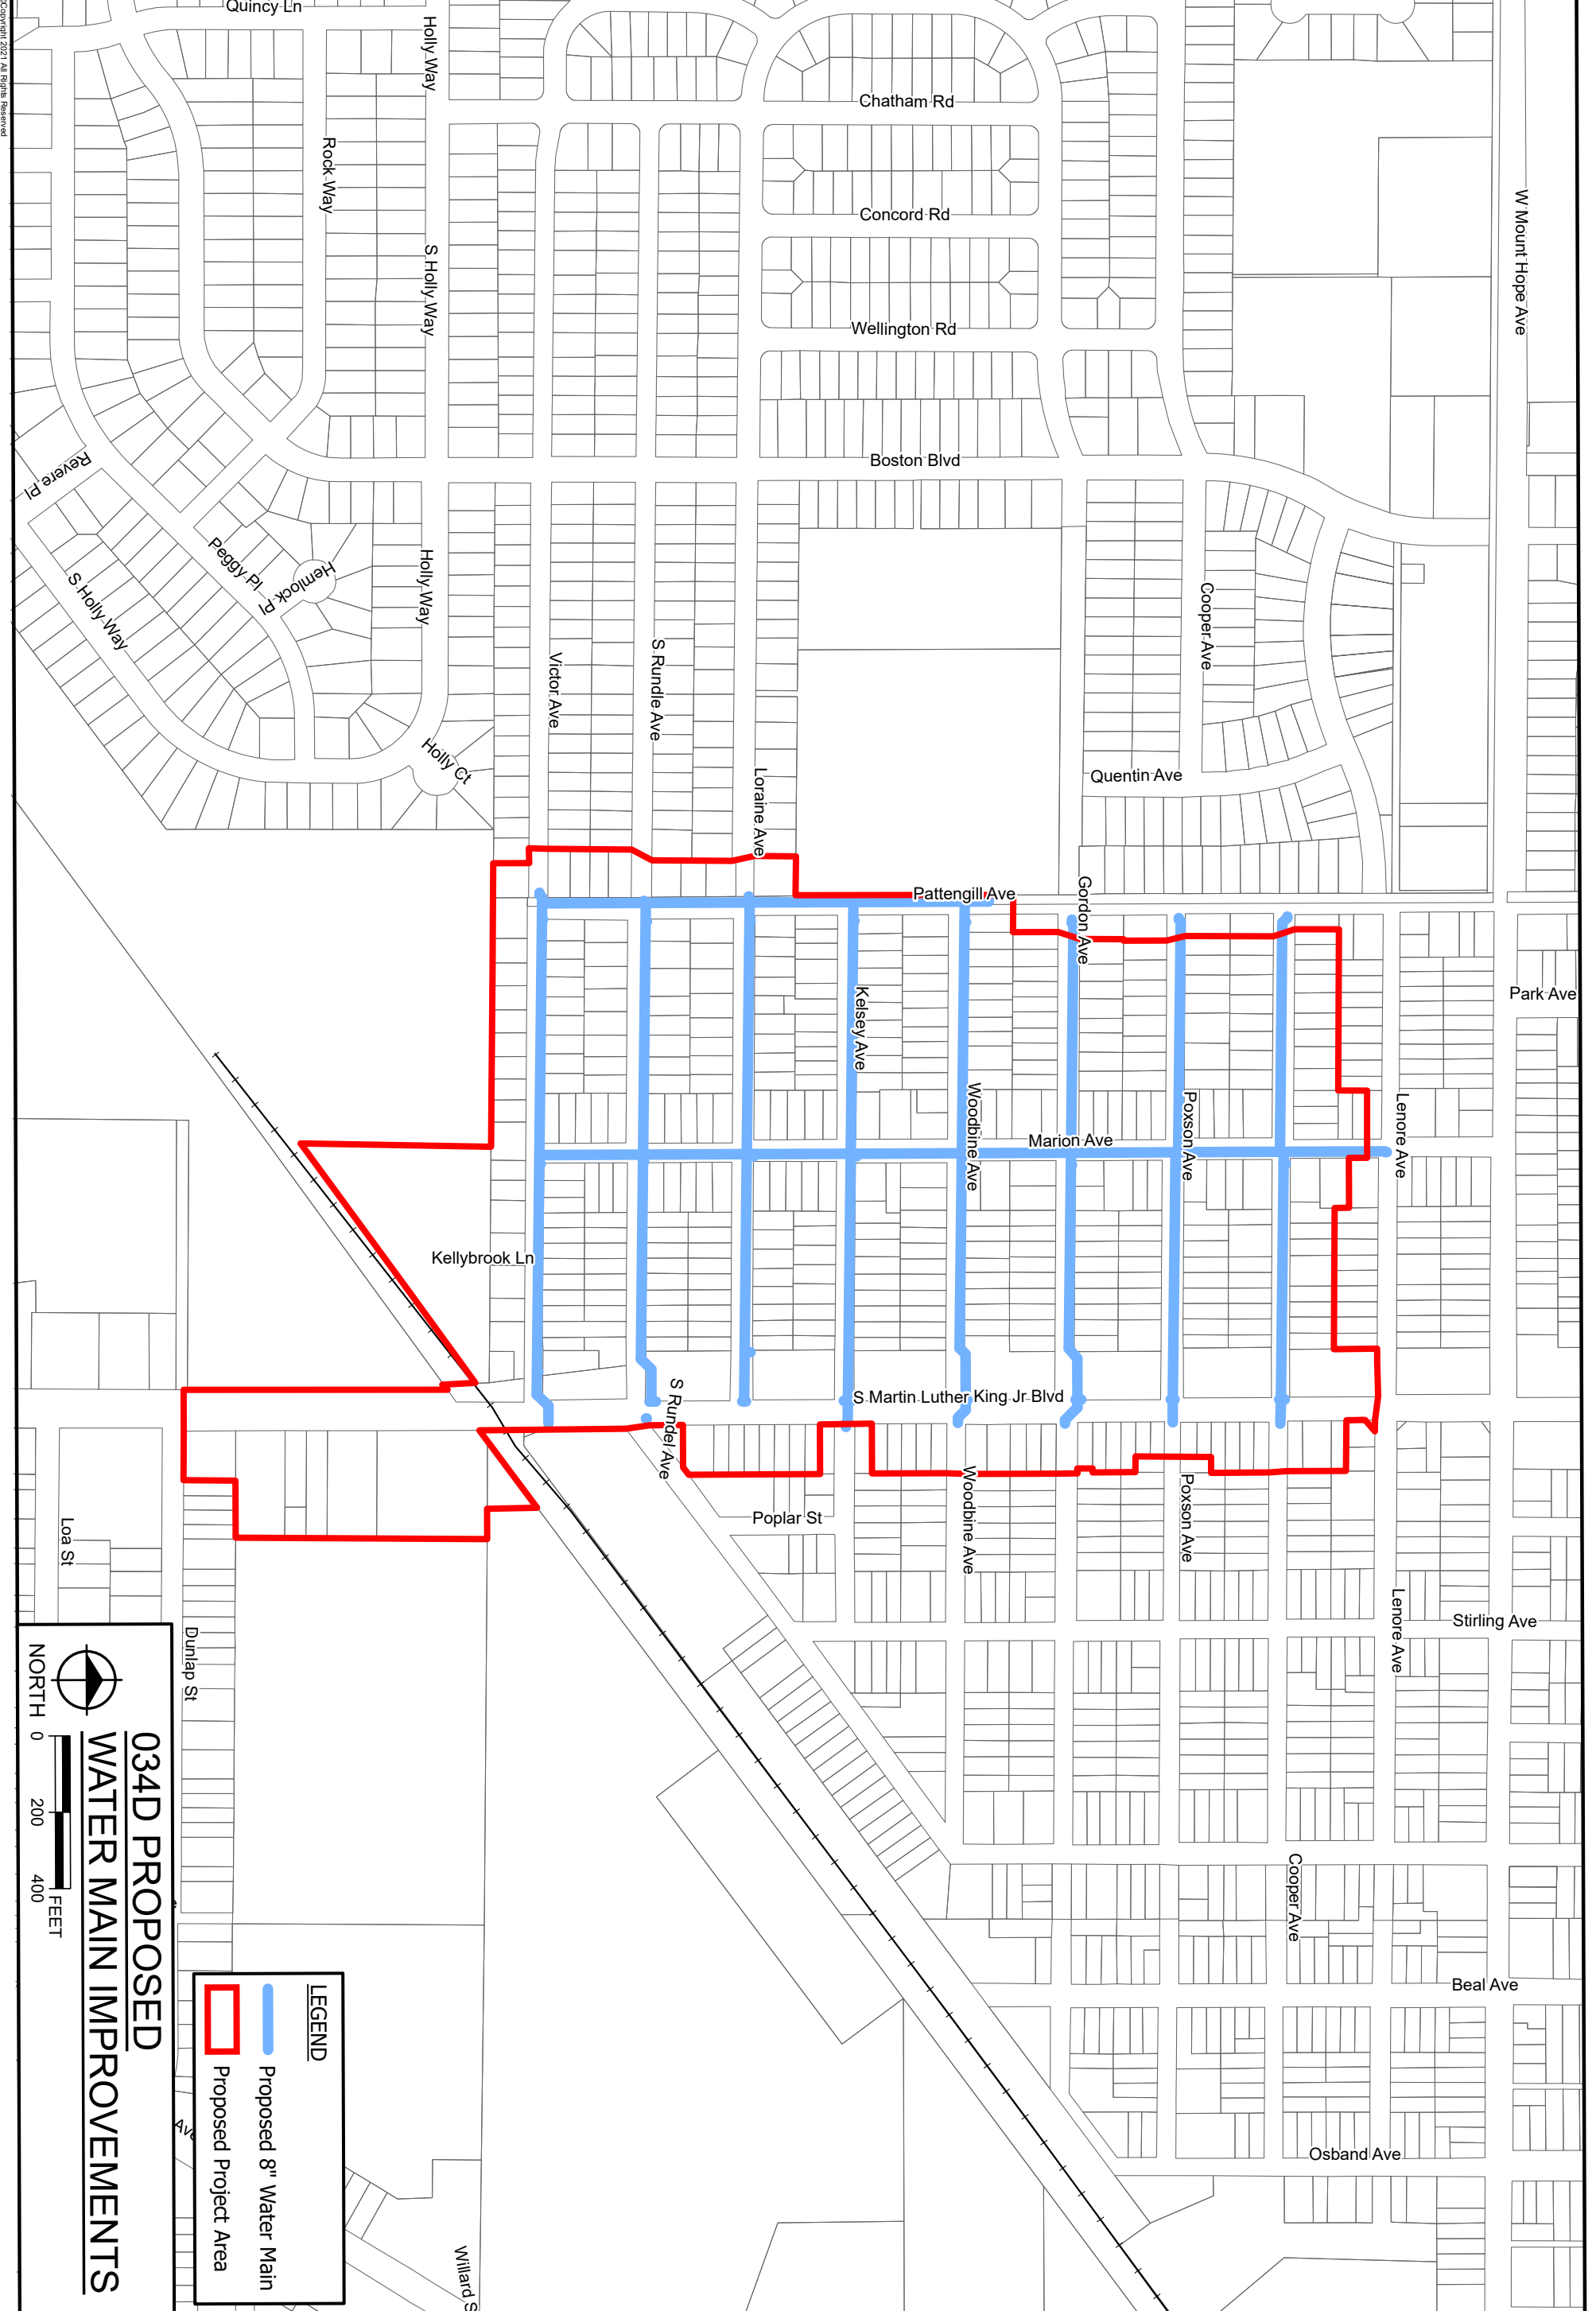 Quincy Ln
Holly Way
©Copyright 2021 All Rights Reserved
Chatham Rd
Rock Way
W Mount Hope Ave
Concord Rd
S Holly Way
Wellington Rd
Boston Blvd
Revere Pl
Peggy Pl
Hemlock Pl
Holly Way
S Holly Way
Cooper Ave
Victor Ave
S Rundle Ave
Holly Ct
Loraine Ave
Quentin Ave
Pattengill Ave
Gordon Ave
Park Ave
Kelsey Ave
Woodbine Ave
Marion Ave
Poxson Ave
Lenore Ave
Kellybrook Ln
S Martin Luther King Jr Blvd
S Rundel Ave
Woodbine Ave
Poxson Ave
Poplar St
Loa St
Dunlap St
Lenore Ave
Stirling Ave
Cooper Ave
Beal Ave
Osband Ave
Ave
Willard S
034D PROPOSED
WATER MAIN IMPROVEMENTS
NORTH
0 200 400
FEET
LEGEND
Proposed 8" Water Main
Proposed Project Area